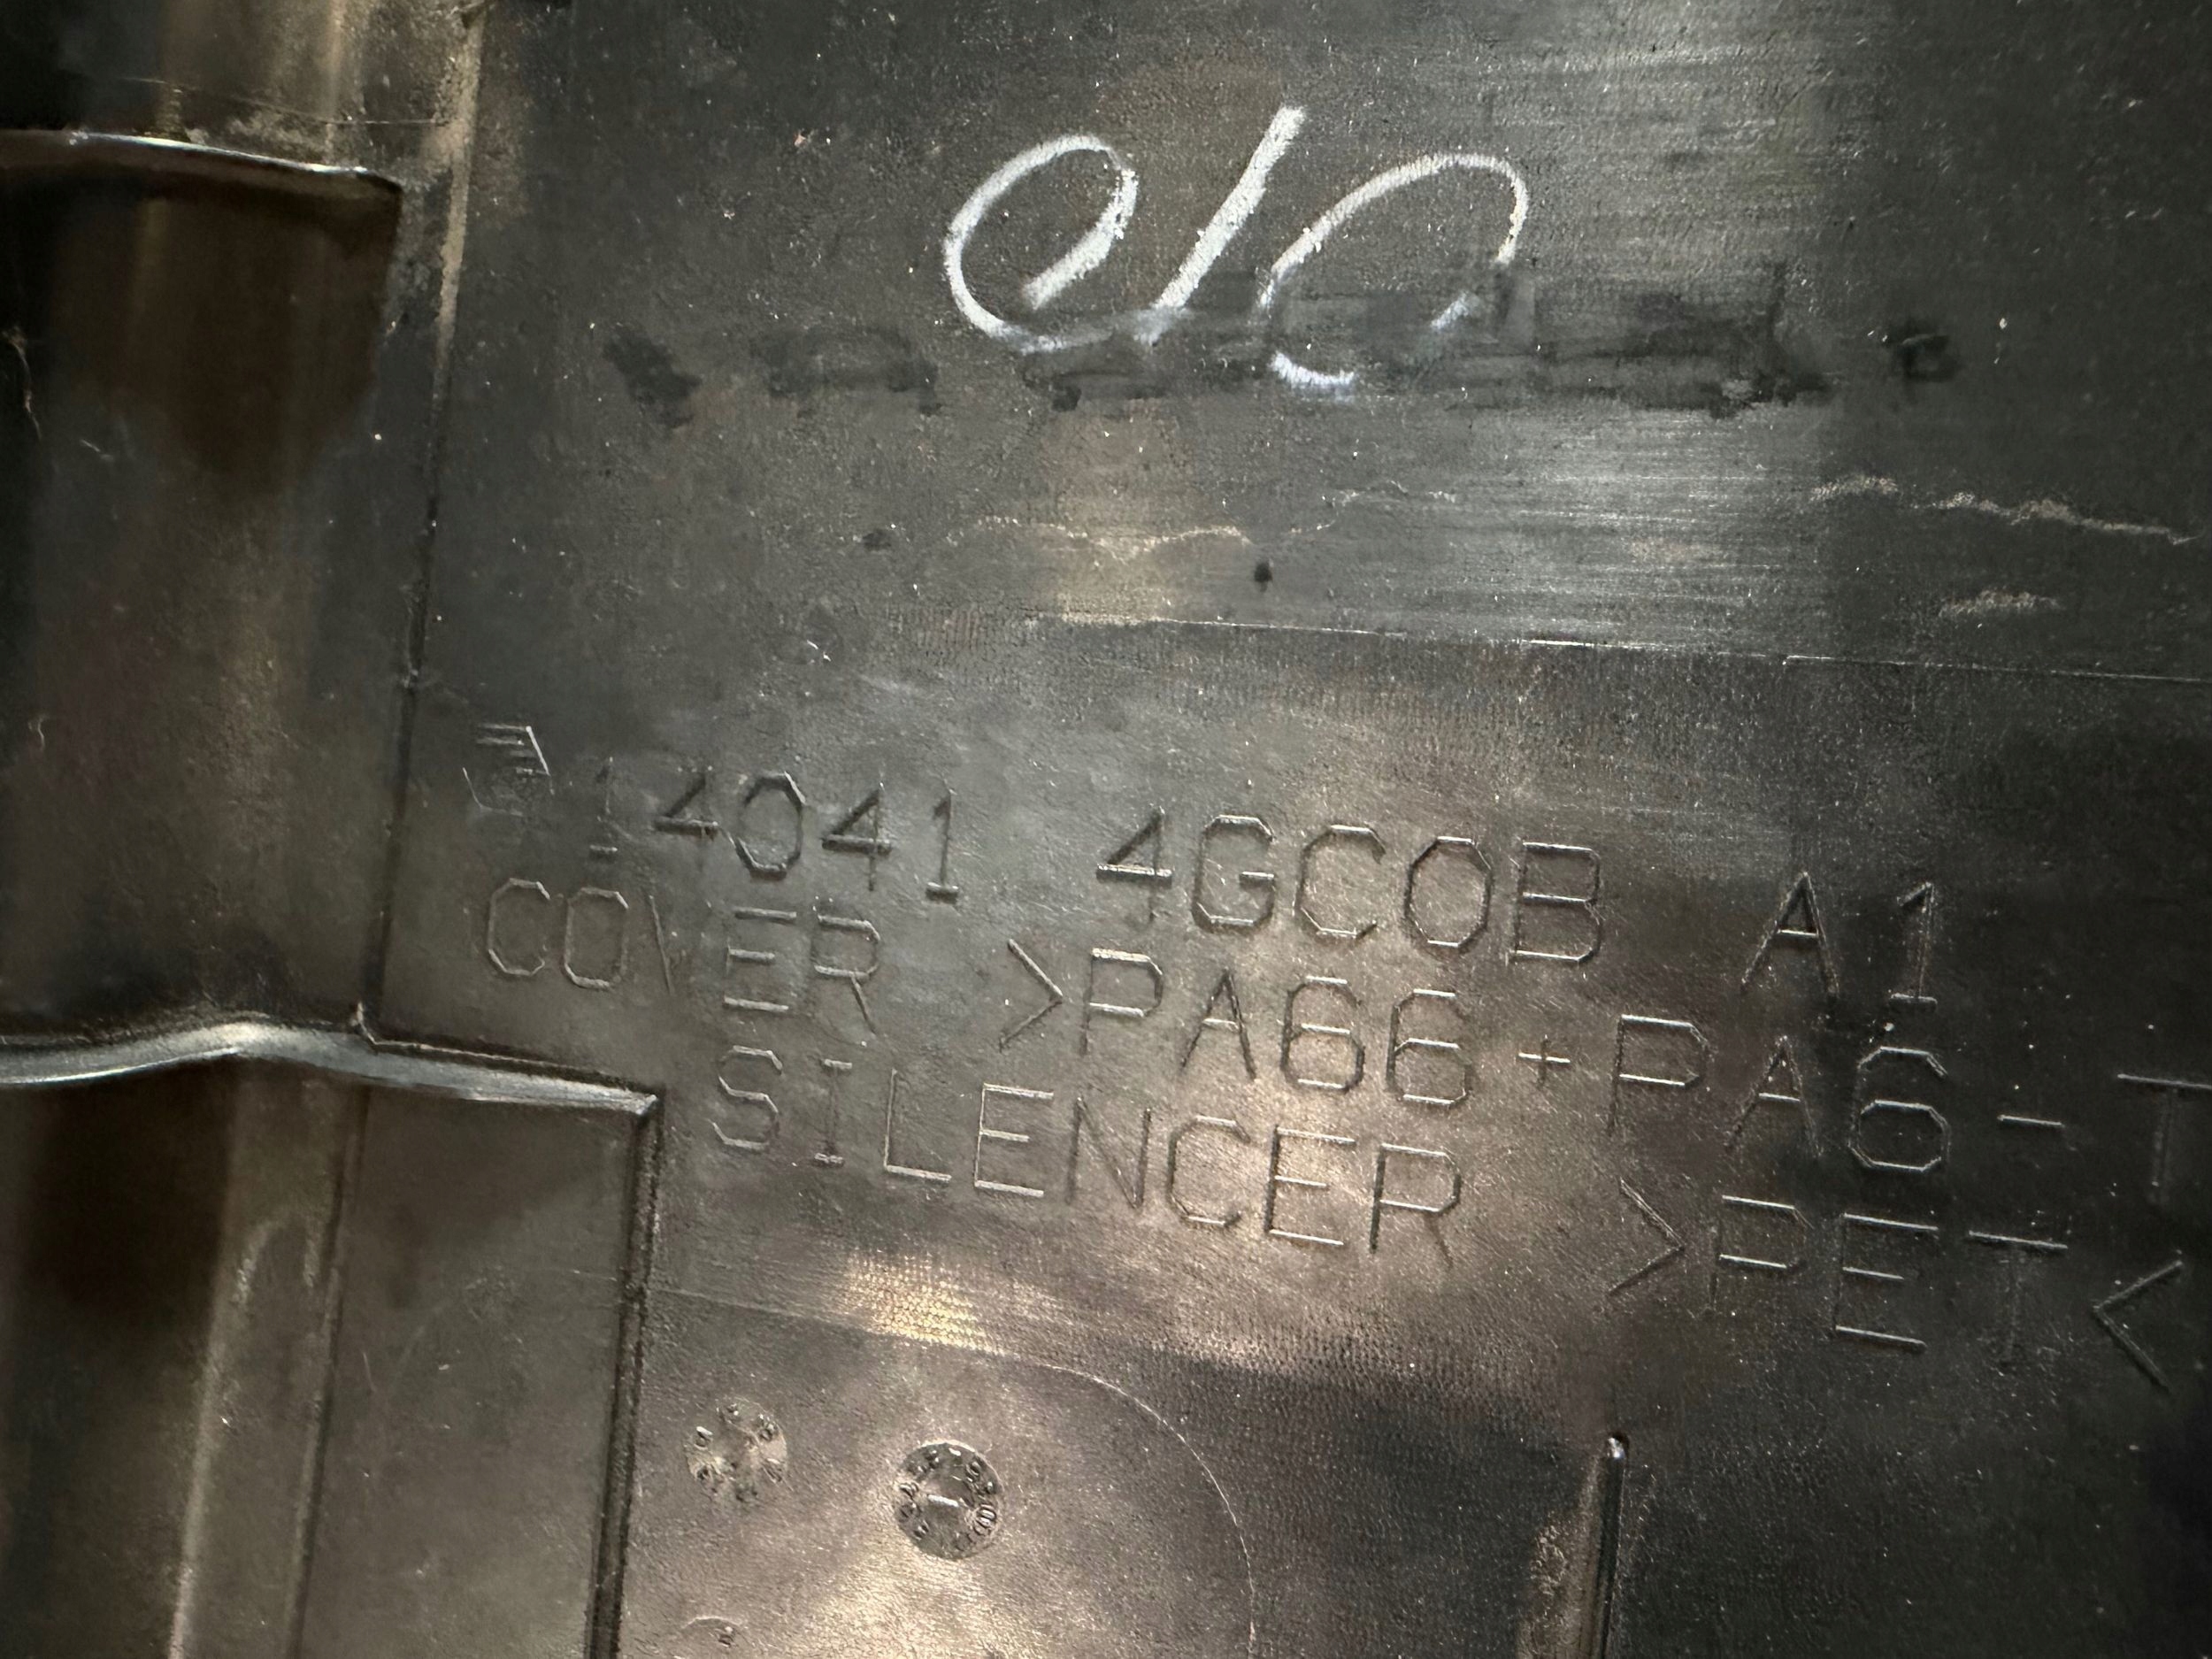 14041 4GC0B A1
COVER >PA66+PA6-T
SILENCER >PET<